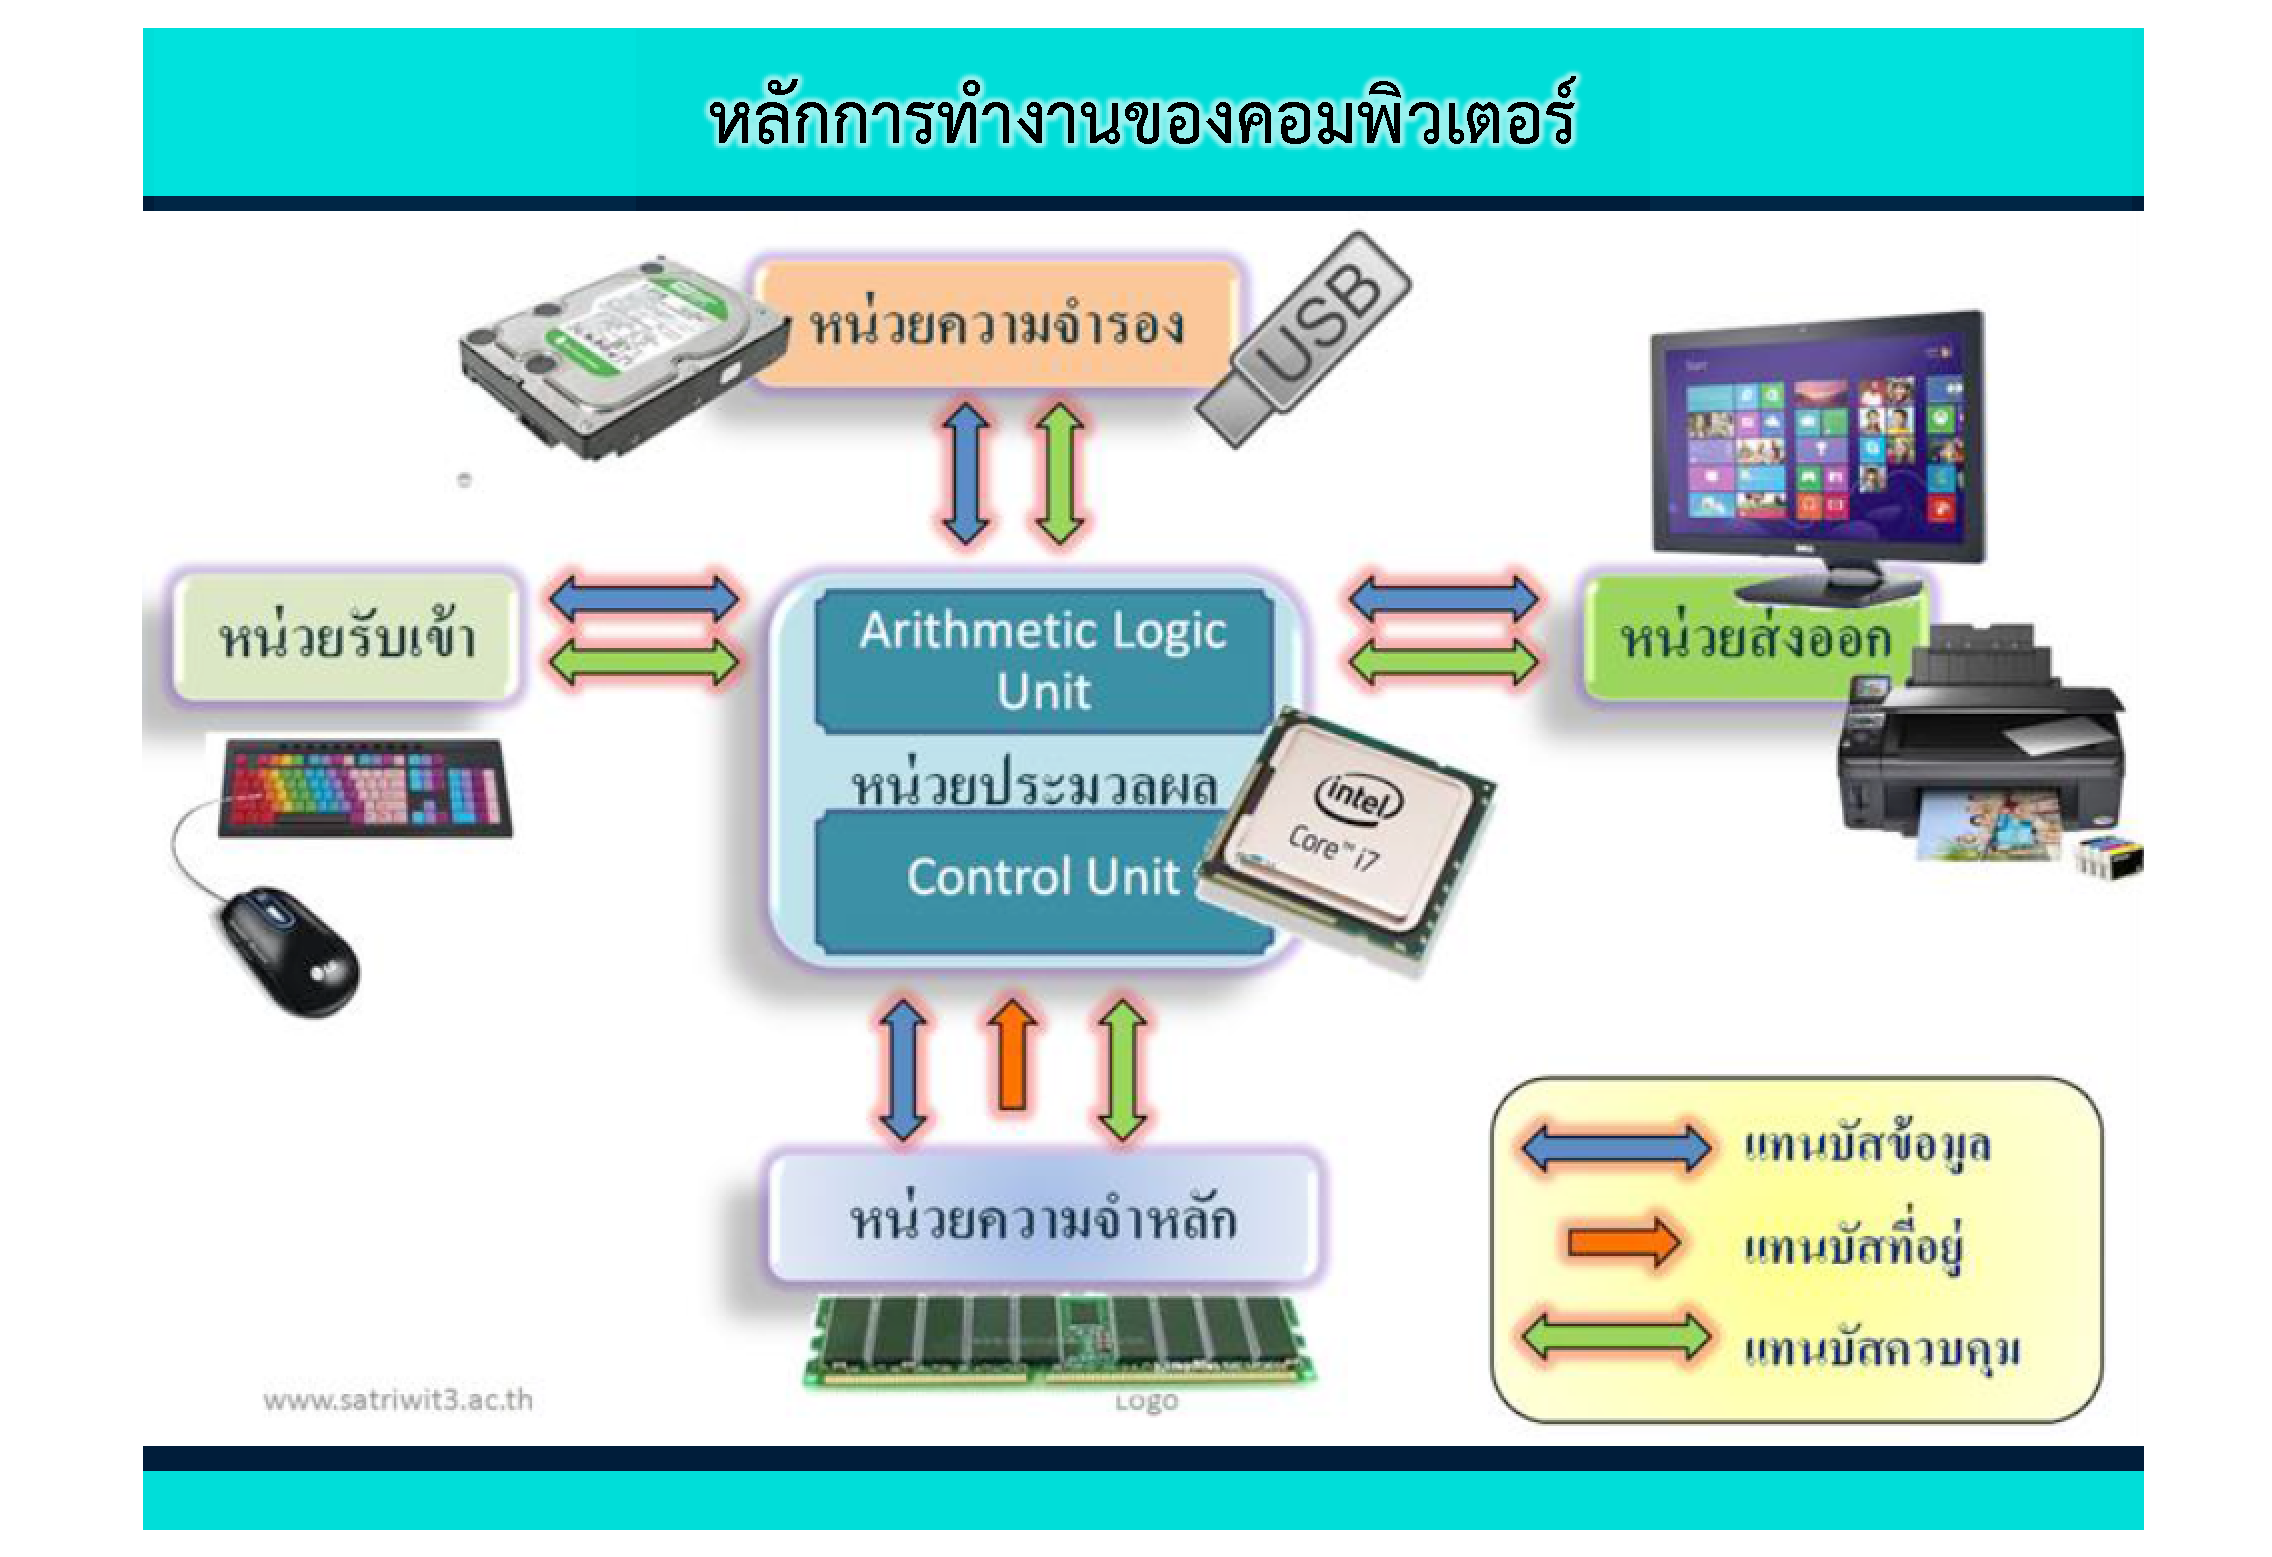 หลักการทำงานของคอมพิวเตอร์
หน่วยความจำรอง
USB
Start
DELL
หน่วยรับเข้า
Arithmetic Logic
Unit
หน่วยส่งออก
หน่วยประมวลผล
intel
Core™ i7
Control Unit
LG
หน่วยความจำหลัก
แทนบัสข้อมูล
แทนบัสที่อยู่
แทนบัสควบคุม
www.satriwit3.ac.th
Logo